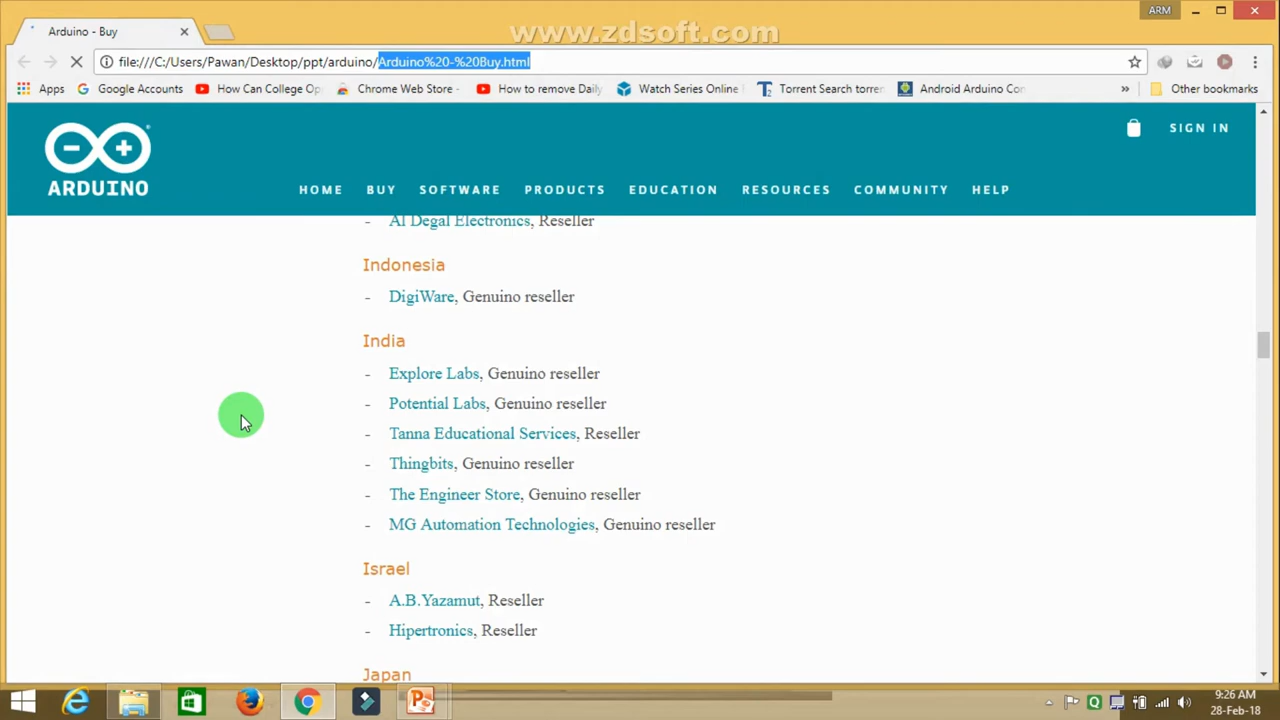 www.zdsoft.com
ARM
Arduino - Buy
file:///C:/Users/Pawan/Desktop/ppt/arduino/Arduino%20-%20Buy.html
Apps Google Accounts How Can College Op Chrome Web Store - How to remove Daily Watch Series Online Torrent Search torren Android Arduino Con » Other bookmarks
SIGN IN
ARDUINO
HOME BUY SOFTWARE PRODUCTS EDUCATION RESOURCES COMMUNITY HELP
- Al Degal Electronics, Reseller
Indonesia
- DigiWare, Genuino reseller
India
- Explore Labs, Genuino reseller
- Potential Labs, Genuino reseller
- Tanna Educational Services, Reseller
- Thingbits, Genuino reseller
- The Engineer Store, Genuino reseller
- MG Automation Technologies, Genuino reseller
Israel
- A.B.Yazamut, Reseller
- Hipertronics, Reseller
Japan
9:26 AM
28-Feb-18